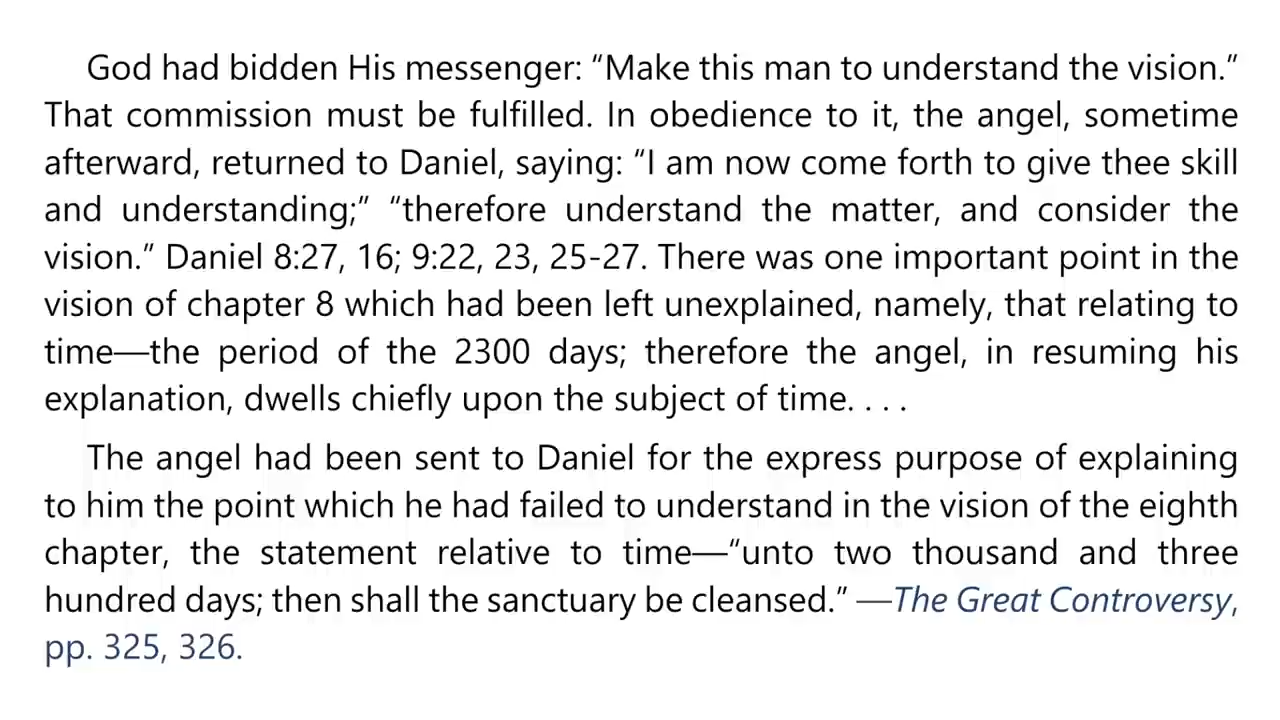 God had bidden His messenger: “Make this man to understand the vision.”
That commission must be fulfilled. In obedience to it, the angel, sometime
afterward, returned to Daniel, saying: “I am now come forth to give thee skill
and understanding;” “therefore understand the matter, and consider the
vision.” Daniel 8:27, 16; 9:22, 23, 25-27. There was one important point in the
vision of chapter 8 which had been left unexplained, namely, that relating to
time—the period of the 2300 days; therefore the angel, in resuming his
explanation, dwells chiefly upon the subject of time. . . .
The angel had been sent to Daniel for the express purpose of explaining
to him the point which he had failed to understand in the vision of the eighth
chapter, the statement relative to time—“unto two thousand and three
hundred days; then shall the sanctuary be cleansed.” —The Great Controversy,
pp. 325, 326.